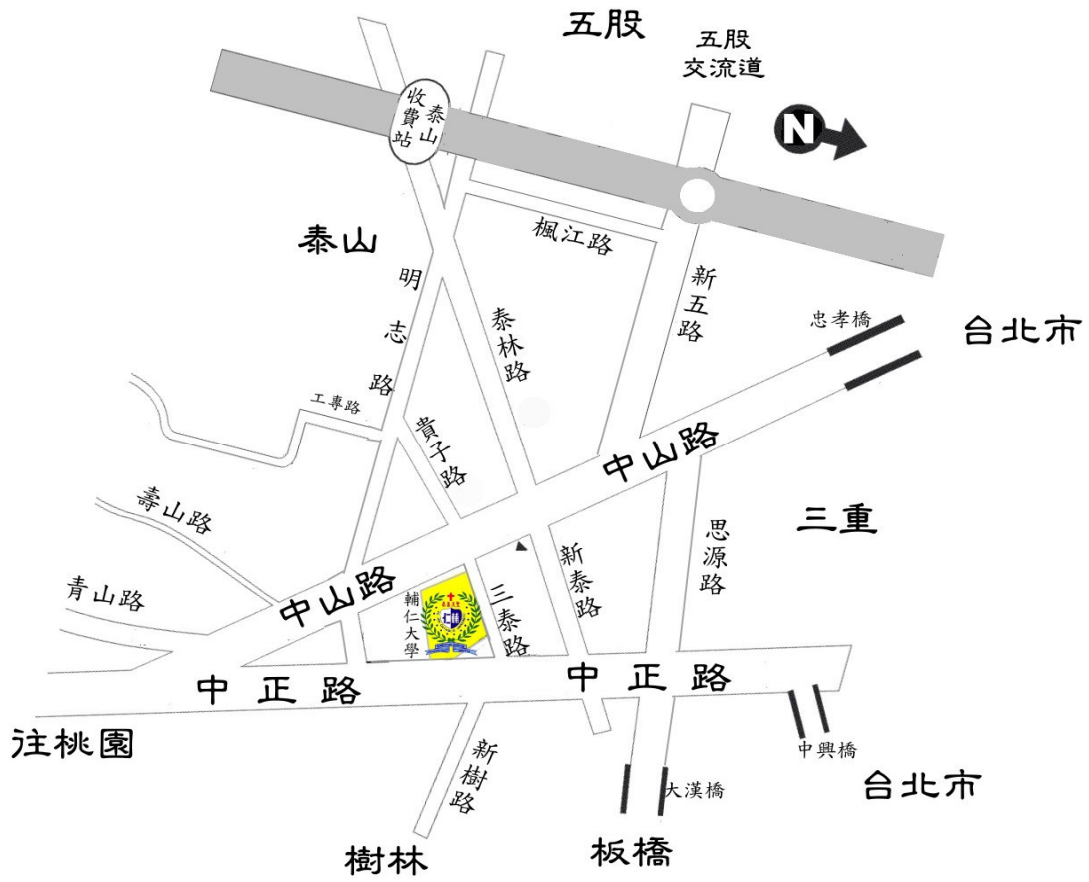 五股
五股
交流道
N
泰山
收費站
楓江路
泰山
明志路
新五路
忠孝橋
台北市
泰林路
工專路
貴子路
中山路
壽山路
三重
思源路
新泰路
中山路
青山路
輔仁大學
三泰路
中正路
中正路
往桃園
新樹路
中興橋
大漢橋
台北市
樹林
板橋